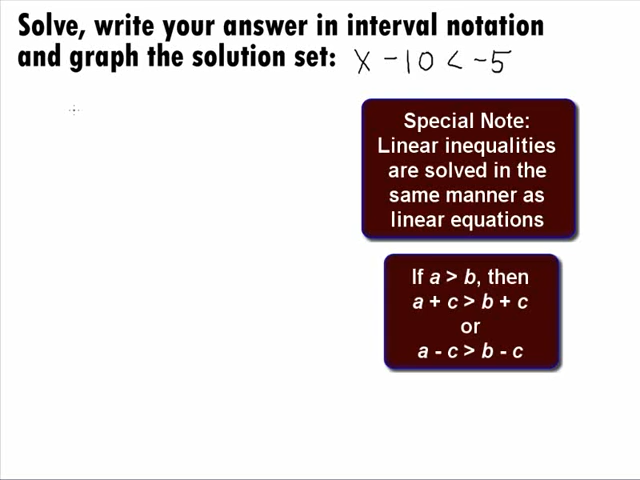 Solve, write your answer in interval notation
and graph the solution set: x - 10 < -5
Special Note:
Linear inequalities
are solved in the
same manner as
linear equations
If a > b, then
a + c > b + c
or
a - c > b - c